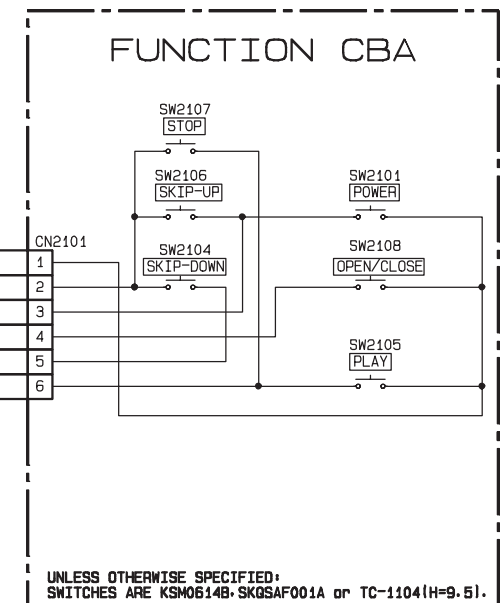 FUNCTION CBA
SW2107
STOP
SW2106
SKIP-UP
SW2101
POWER
CN2101
SW2104
SKIP-DOWN
SW2108
OPEN/CLOSE
1
2
3
4
5
6
SW2105
PLAY
UNLESS OTHERWISE SPECIFIED:
SWITCHES ARE KSM0614B, SKQSAF001A or TC-1104(H=9.5).